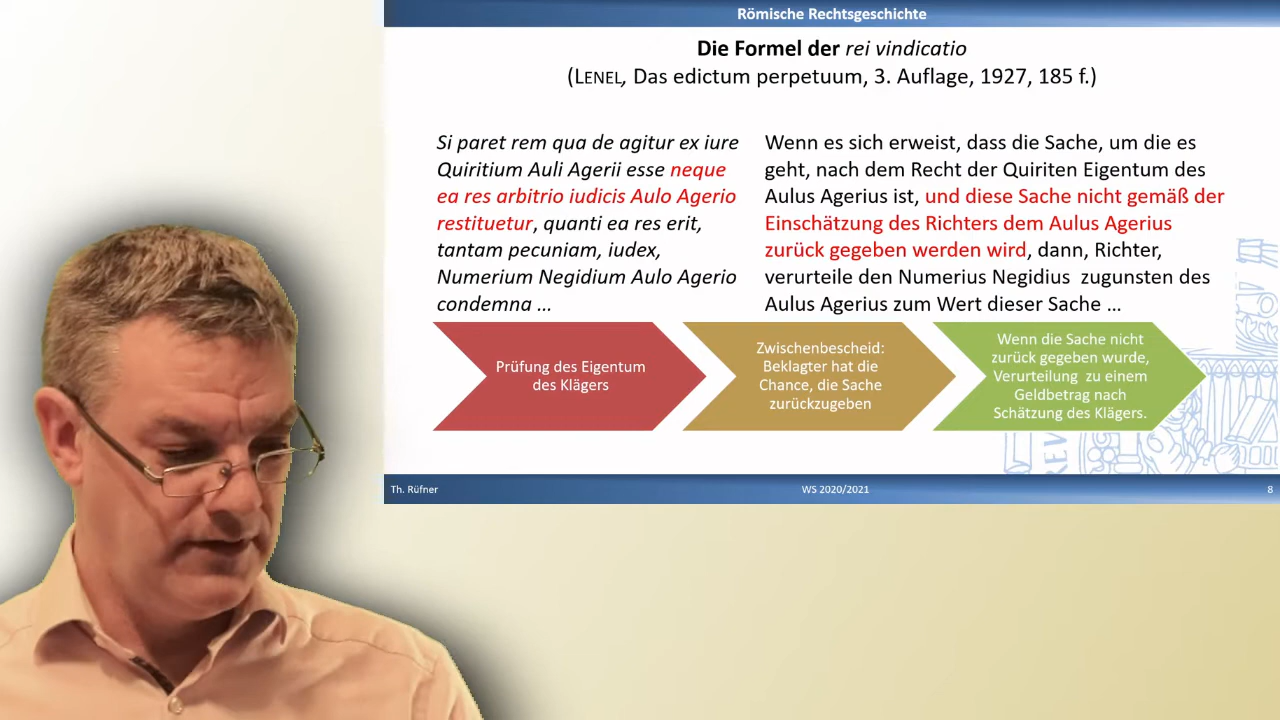 Römische Rechtsgeschichte
Die Formel der rei vindicatio
(LENEL, Das edictum perpetuum, 3. Auflage, 1927, 185 f.)
Si paret rem qua de agitur ex iure
Quiritium Auli Agerii esse neque
ea res arbitrio iudicis Aulo Agerio
restituetur, quanti ea res erit,
tantam pecuniam, iudex,
Numerium Negidium Aulo Agerio
condemna ...
Wenn es sich erweist, dass die Sache, um die es
geht, nach dem Recht der Quiriten Eigentum des
Aulus Agerius ist, und diese Sache nicht gemäß der
Einschätzung des Richters dem Aulus Agerius
zurück gegeben werden wird, dann, Richter,
verurteile den Numerius Negidius zugunsten des
Aulus Agerius zum Wert dieser Sache ...
Prüfung des Eigentum
des Klägers
Zwischenbescheid:
Beklagter hat die
Chance, die Sache
zurückzugeben
Wenn die Sache nicht
zurück gegeben wurde,
Verurteilung zu einem
Geldbetrag nach
Schätzung des Klägers.
Th. Rüfner
WS 2020/2021
8